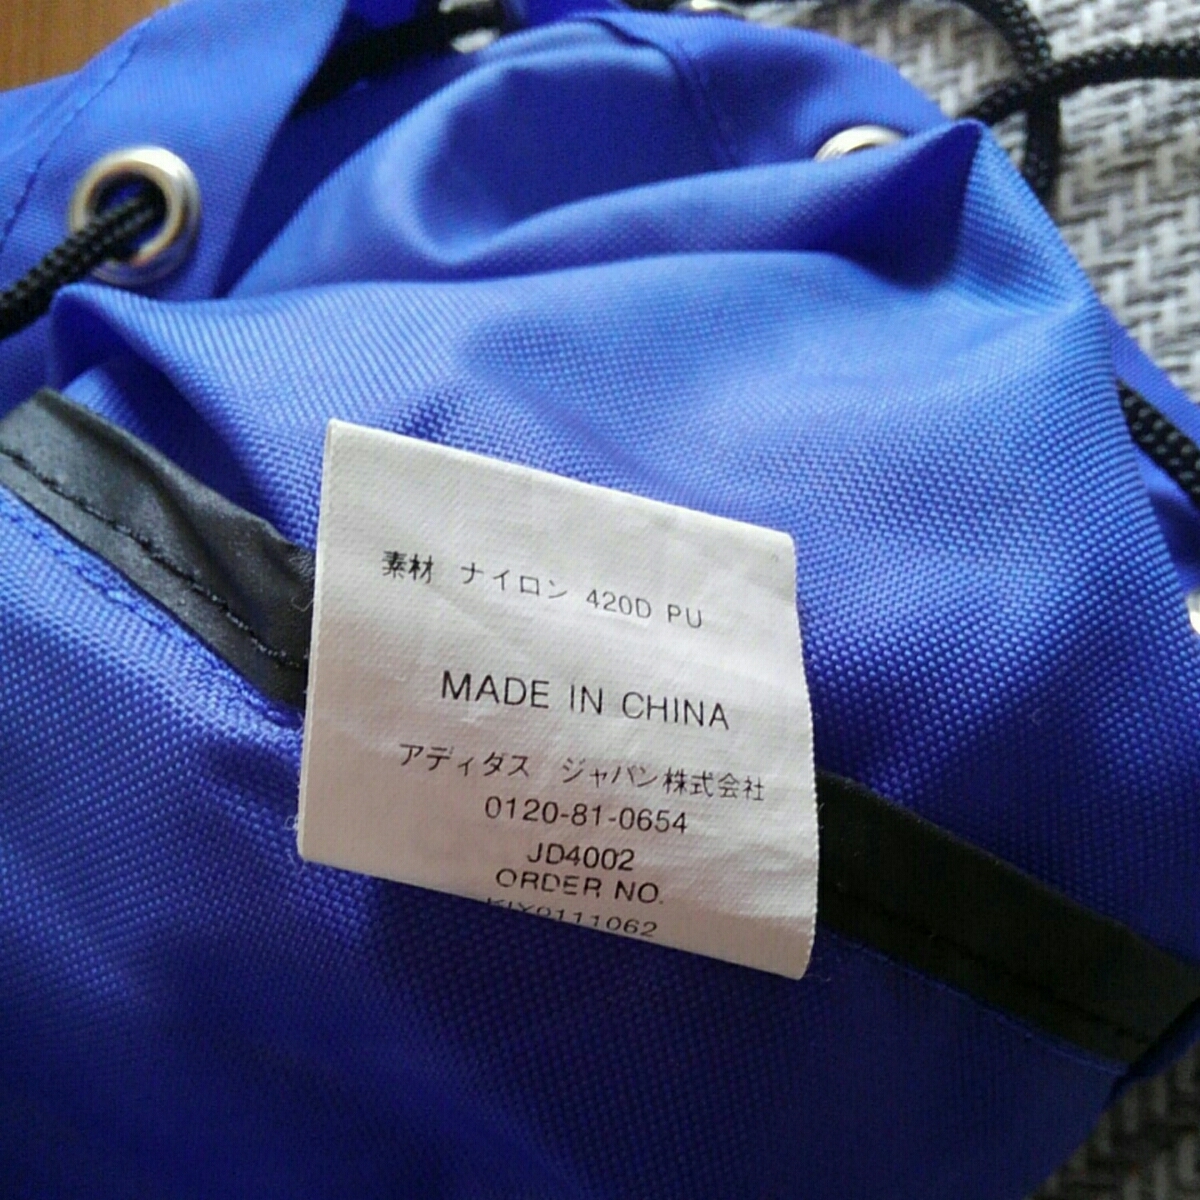 素材 ナイロン 420D PU
MADE IN CHINA
アディダス ジャパン株式会社
0120-81-0654
JD4002
ORDER NO.